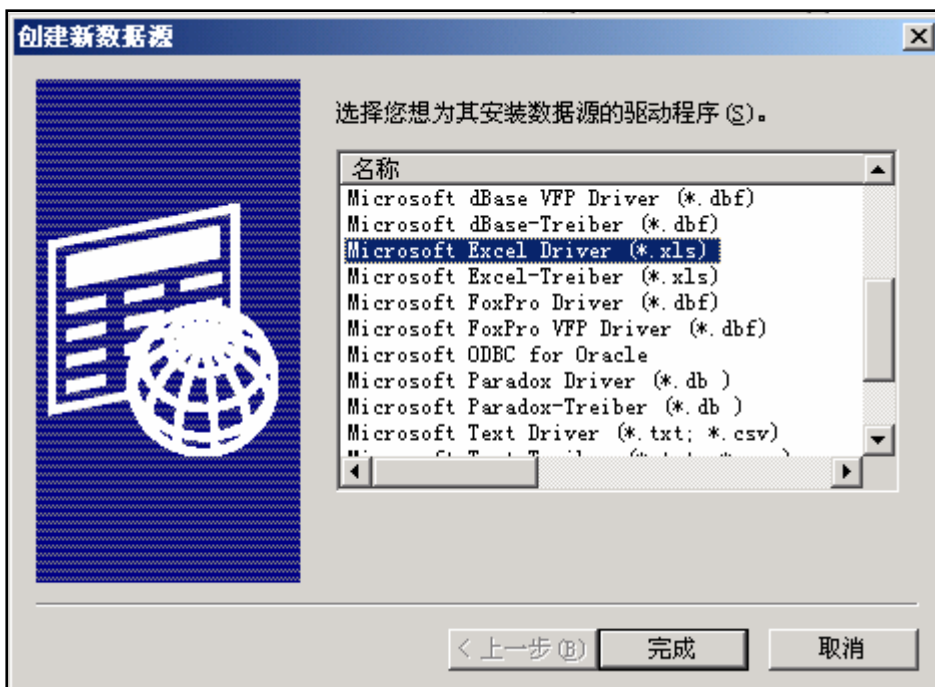 创建新数据源
选择您想为其安装数据源的驱动程序(S)。
名称
Microsoft dBase VFP Driver (*.dbf)
Microsoft dBase-Treiber (*.dbf)
Microsoft Excel Driver (*.xls)
Microsoft Excel-Treiber (*.xls)
Microsoft FoxPro Driver (*.dbf)
Microsoft FoxPro VFP Driver (*.dbf)
Microsoft ODBC for Oracle
Microsoft Paradox Driver (*.db )
Microsoft Paradox-Treiber (*.db )
Microsoft Text Driver (*.txt; *.csv)
< 上一步(B) 完成 取消